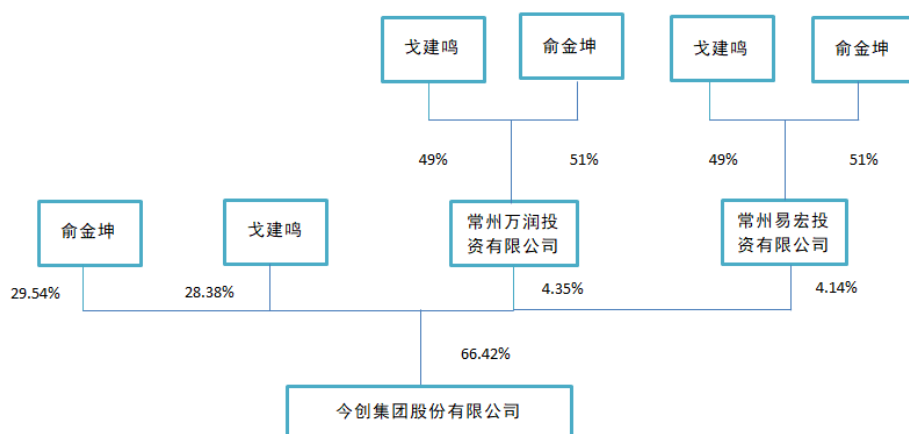 戈建鸣
俞金坤
戈建鸣
俞金坤
49%
51%
49%
51%
俞金坤
戈建鸣
常州万润投
资有限公司
常州易宏投
资有限公司
29.54%
28.38%
4.35%
4.14%
66.42%
今创集团股份有限公司